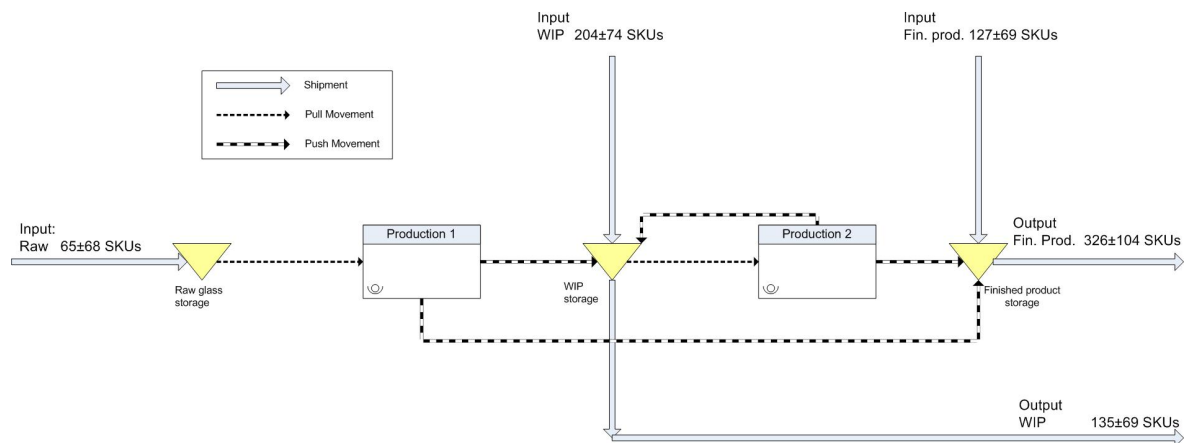 Input
WIP 204±74 SKUs
Input
Fin. prod. 127±69 SKUs
Shipment
Pull Movement
Push Movement
Input:
Raw 65±68 SKUs
Production 1
Production 2
Output
Fin. Prod. 326±104 SKUs
Raw glass
storage
WIP
storage
Finished product
storage
Output
WIP 135±69 SKUs